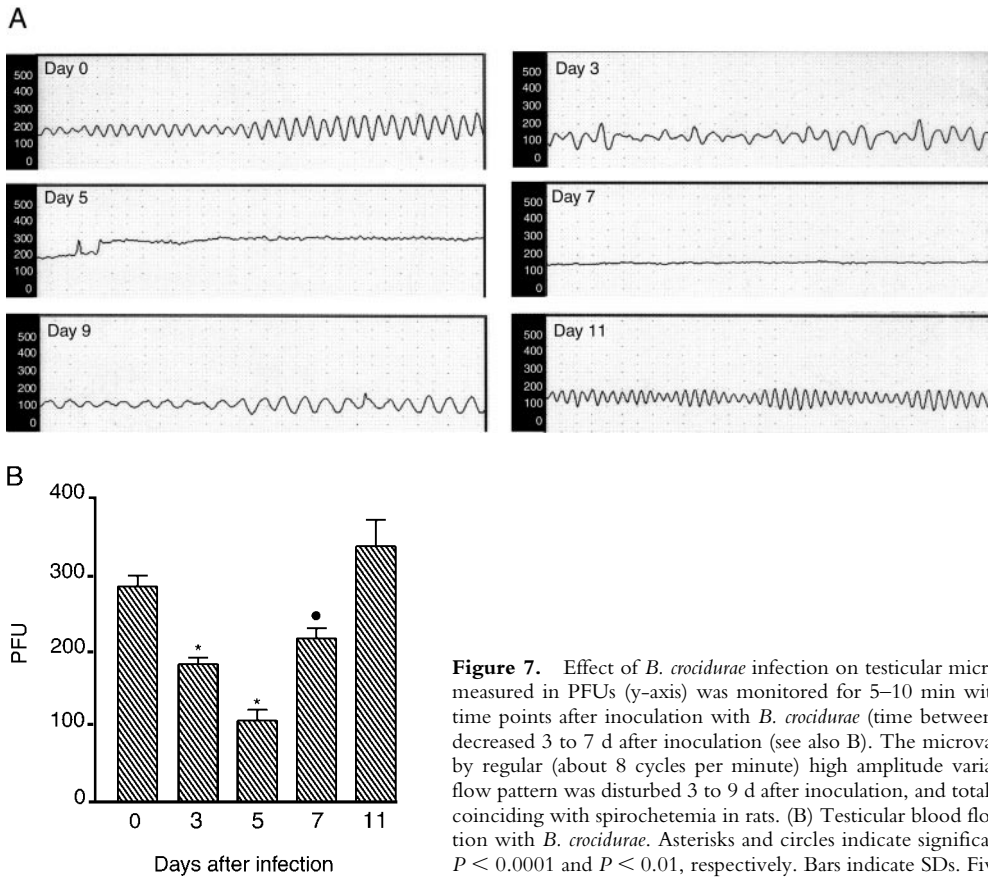 A
Day 0
500
400
300
200
100
0
Day 3
500
400
300
200
100
0
Day 5
500
400
300
200
100
0
Day 7
500
400
300
200
100
0
Day 9
500
400
300
200
100
0
Day 11
500
400
300
200
100
0
B
400
300
200
100
0
PFU
* * ●
0 3 5 7 11
Days after infection
Figure 7. Effect of B. crocidurae infection on testicular micr
measured in PFUs (y-axis) was monitored for 5–10 min wit
time points after inoculation with B. crocidurae (time between
decreased 3 to 7 d after inoculation (see also B). The microva
by regular (about 8 cycles per minute) high amplitude varia
flow pattern was disturbed 3 to 9 d after inoculation, and total
coinciding with spirochetemia in rats. (B) Testicular blood flo
tion with B. crocidurae. Asterisks and circles indicate significa
P < 0.0001 and P < 0.01, respectively. Bars indicate SDs. Fiv